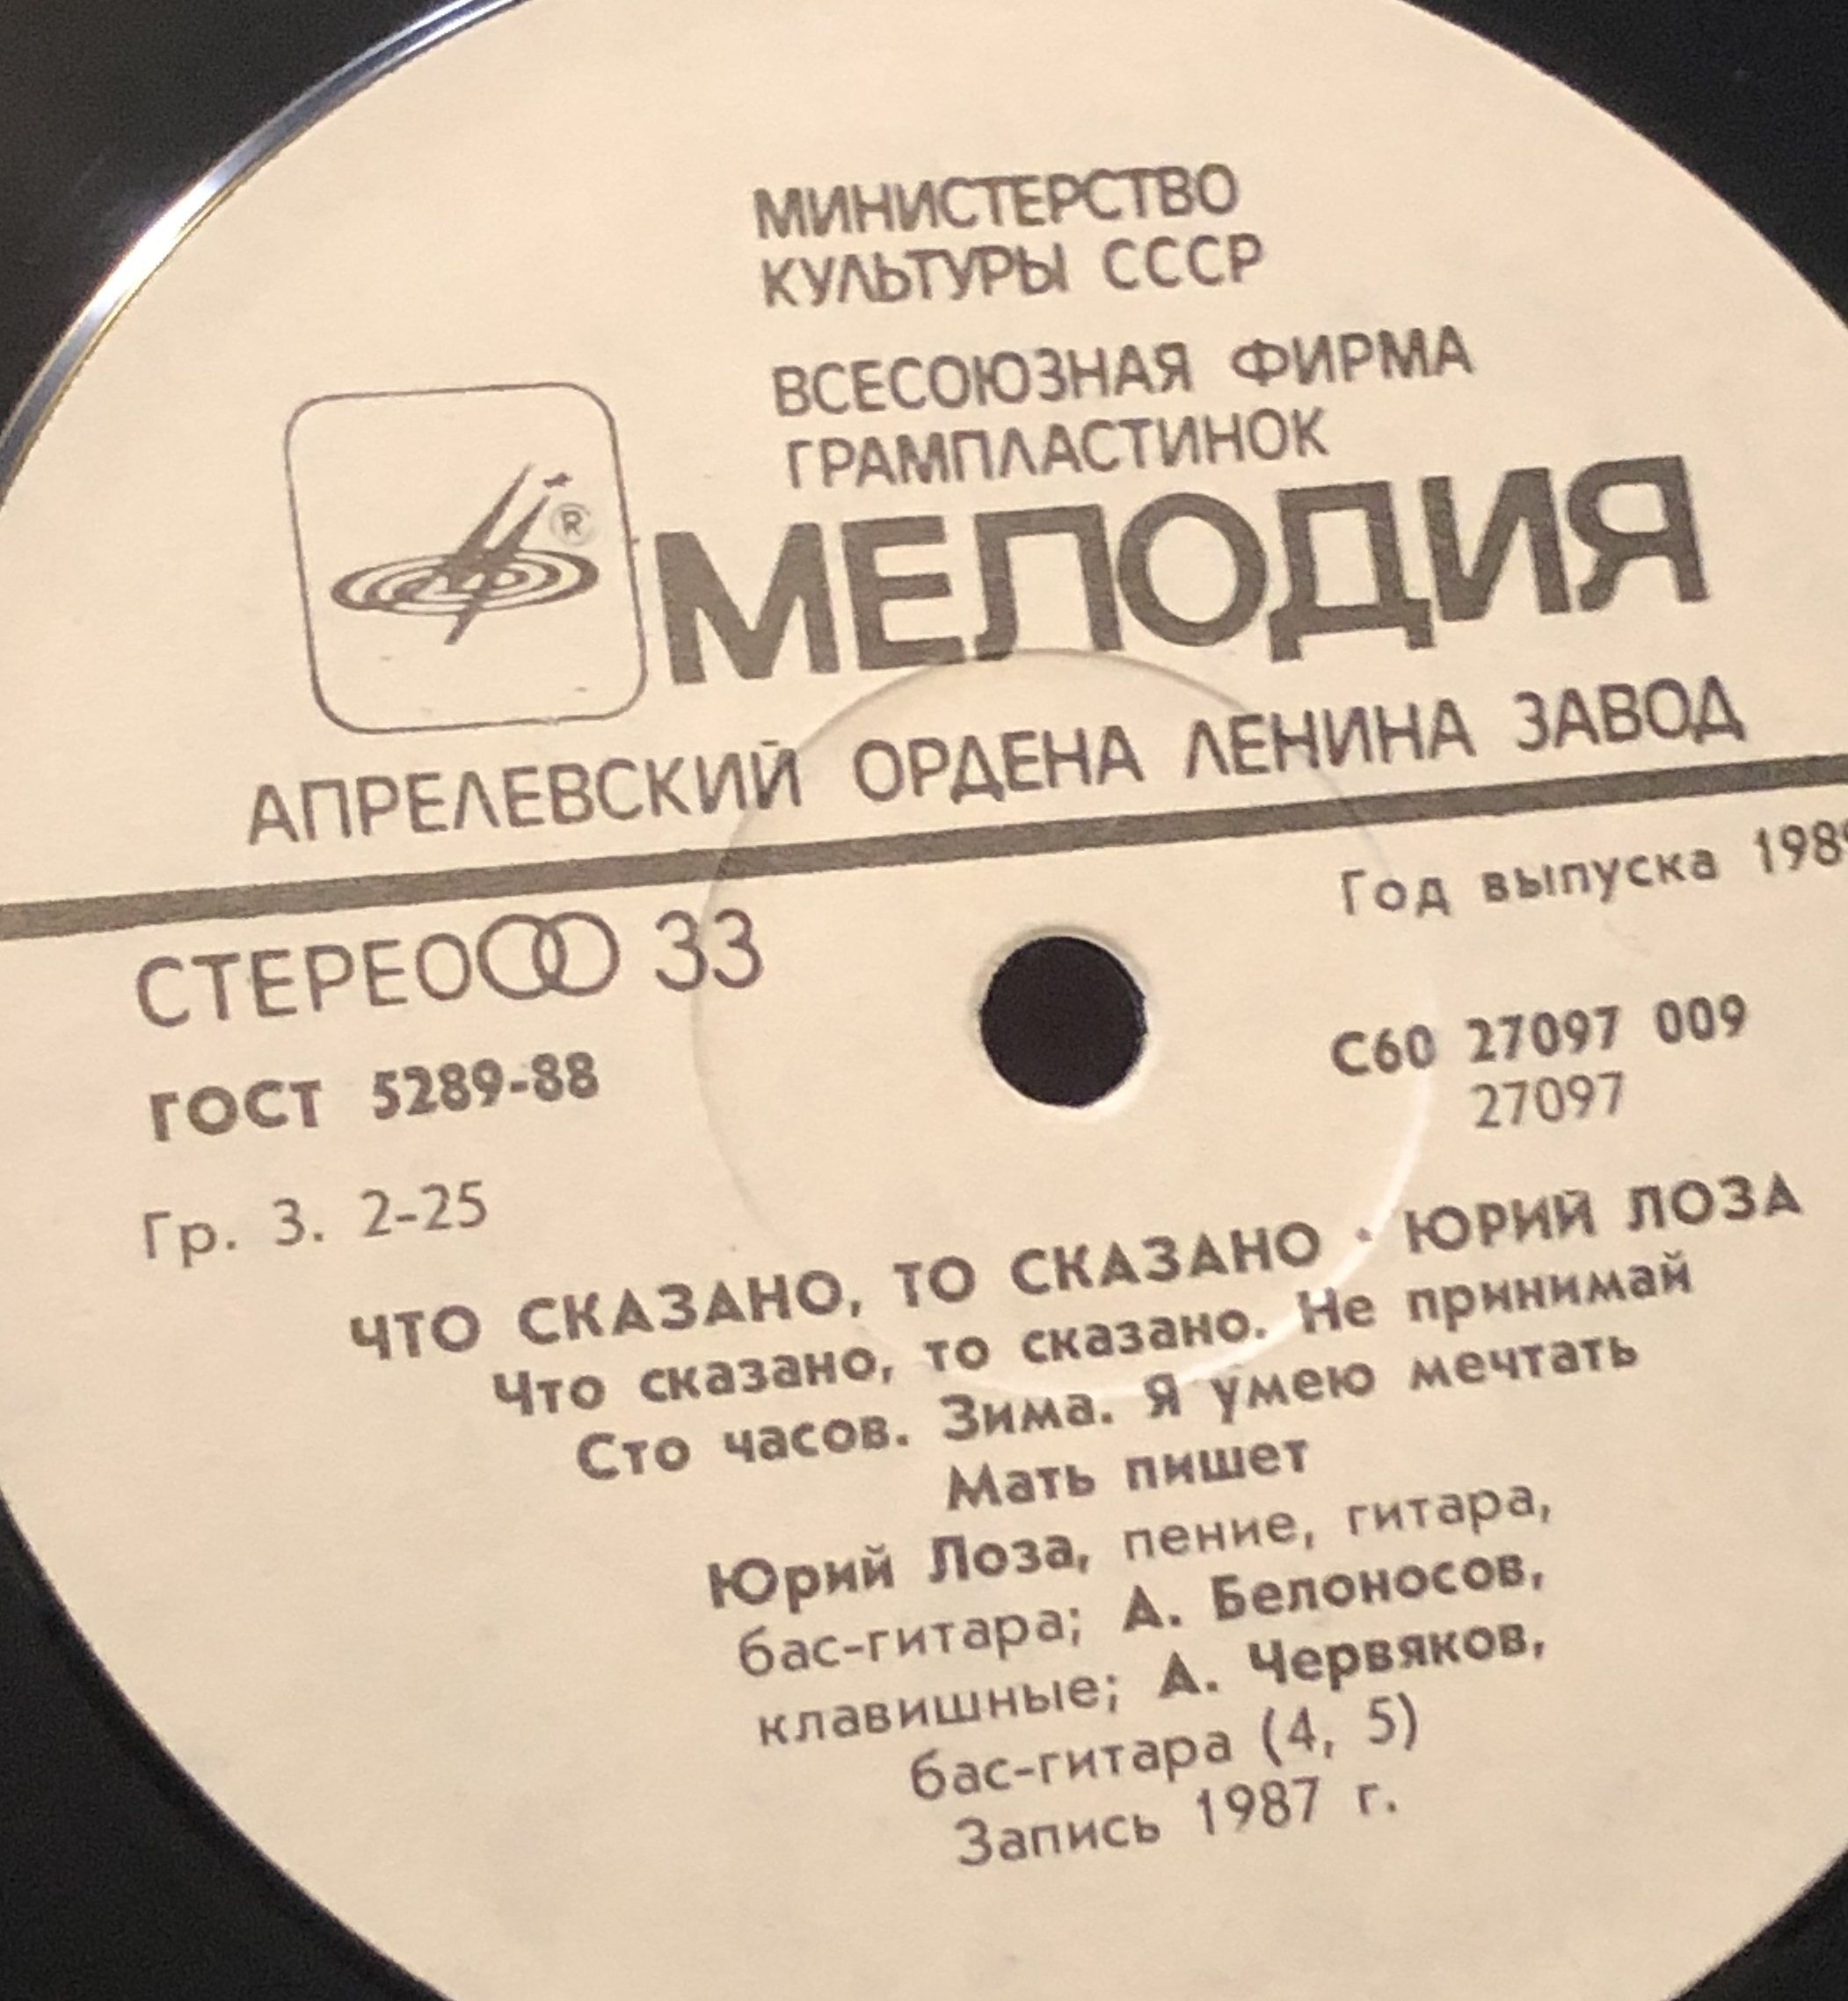 МИНИСТЕРСТВО
КУЛЬТУРЫ СССР
ВСЕСОЮЗНАЯ ФИРМА
ГРАМПЛАСТИНОК
®
МЕЛОДИЯ
АПРЕЛЕВСКИЙ ОРДЕНА ЛЕНИНА ЗАВОД
Год выпуска
СТЕРЕО 33
ГОСТ 5289-88
С60 27097 009
27097
Гр. 3. 2-25
ЧТО СКАЗАНО, ТО СКАЗАНО · ЮРИЙ ЛОЗА
Что сказано, то сказано. Не принимай
Сто часов. Зима. Я умею мечтать
Мать пишет
Юрий Лоза, пение, гитара,
бас-гитара; А. Белоносов,
клавишные; А. Червяков,
бас-гитара (4, 5)
Запись 1987 г.